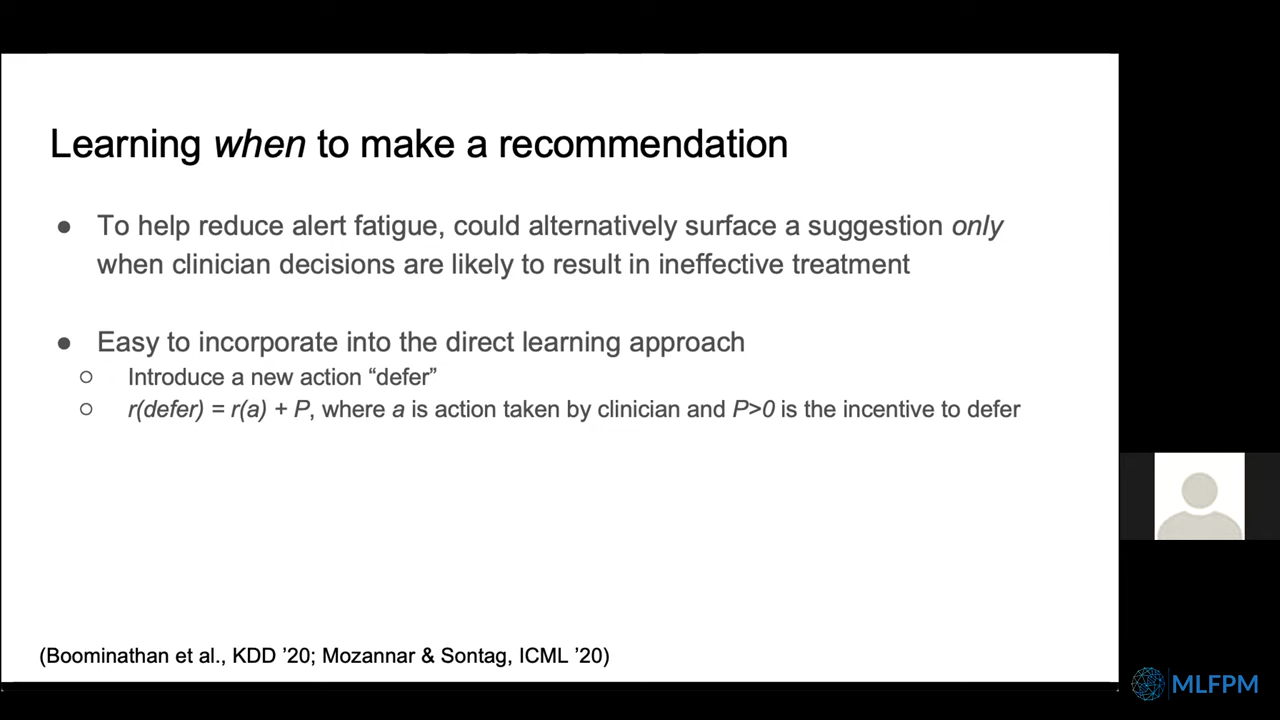 Learning when to make a recommendation
● To help reduce alert fatigue, could alternatively surface a suggestion only
when clinician decisions are likely to result in ineffective treatment
● Easy to incorporate into the direct learning approach
○ Introduce a new action “defer”
○ r(defer) = r(a) + P, where a is action taken by clinician and P>0 is the incentive to defer
(Boominathan et al., KDD ’20; Mozannar & Sontag, ICML ’20)
MLFPM